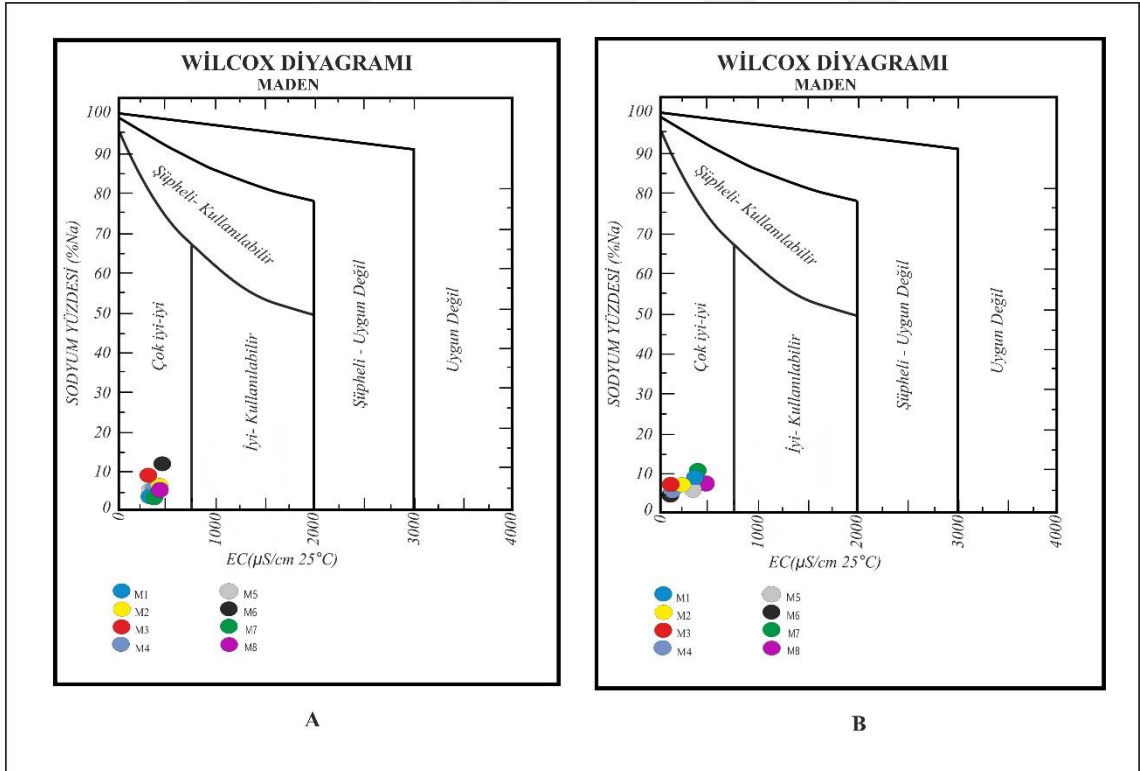 WİLCOX DİYAGRAMI
MADEN
SODYUM YÜZDESİ (%Na)
100
90
80
70
60
50
40
30
20
10
0
Şüpheli- Kullanılabilir
Çok iyi-iyi
İyi- Kullanılabilir
Şüpheli - Uygun Değil
Uygun Değil
0
1000
2000
3000
4000
EC(µS/cm 25°C)
M1
M2
M3
M4
M5
M6
M7
M8
A
WİLCOX DİYAGRAMI
MADEN
SODYUM YÜZDESİ (%Na)
100
90
80
70
60
50
40
30
20
10
0
Şüpheli- Kullanılabilir
Çok iyi-iyi
İyi- Kullanılabilir
Şüpheli - Uygun Değil
Uygun Değil
0
1000
2000
3000
4000
EC(µS/cm 25°C)
M1
M2
M3
M4
M5
M6
M7
M8
B